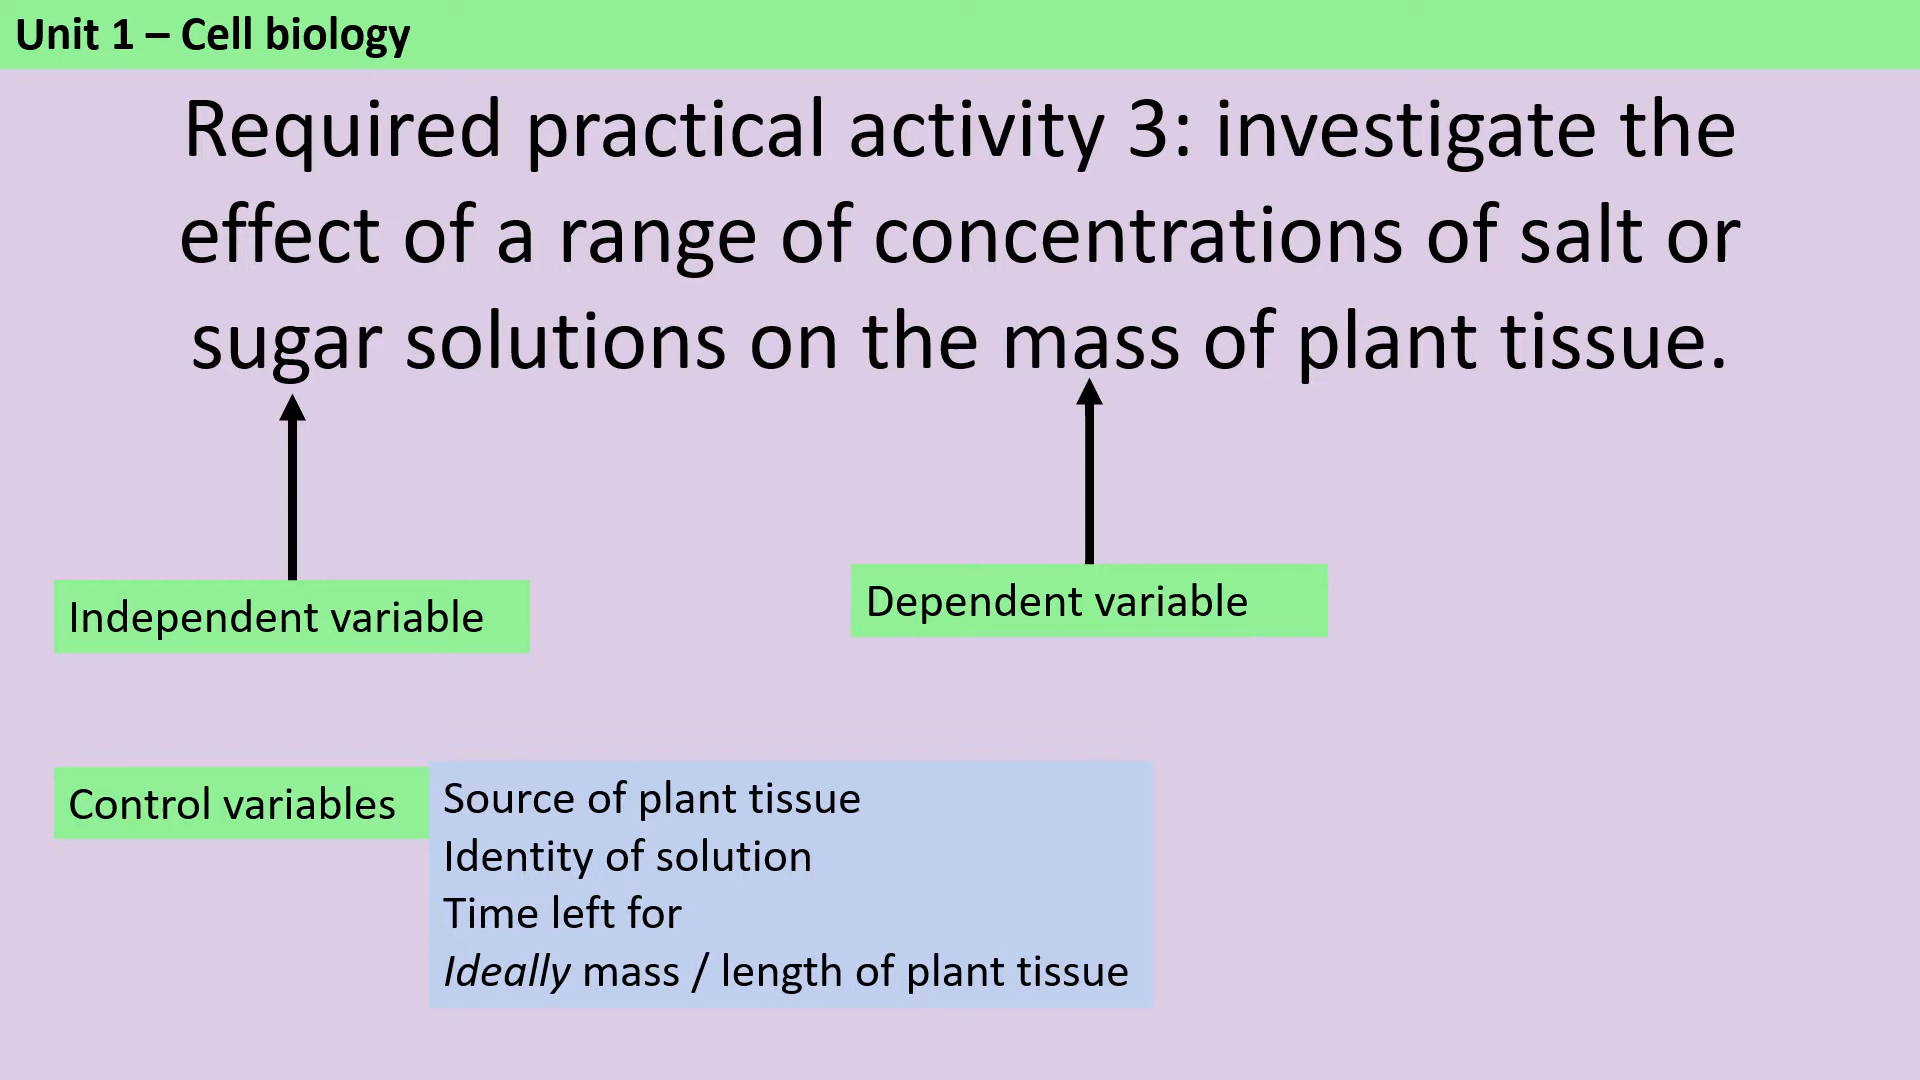 Unit 1 – Cell biology
Required practical activity 3: investigate the
effect of a range of concentrations of salt or
sugar solutions on the mass of plant tissue.
Independent variable
Dependent variable
Control variables
Source of plant tissue
Identity of solution
Time left for
Ideally mass / length of plant tissue